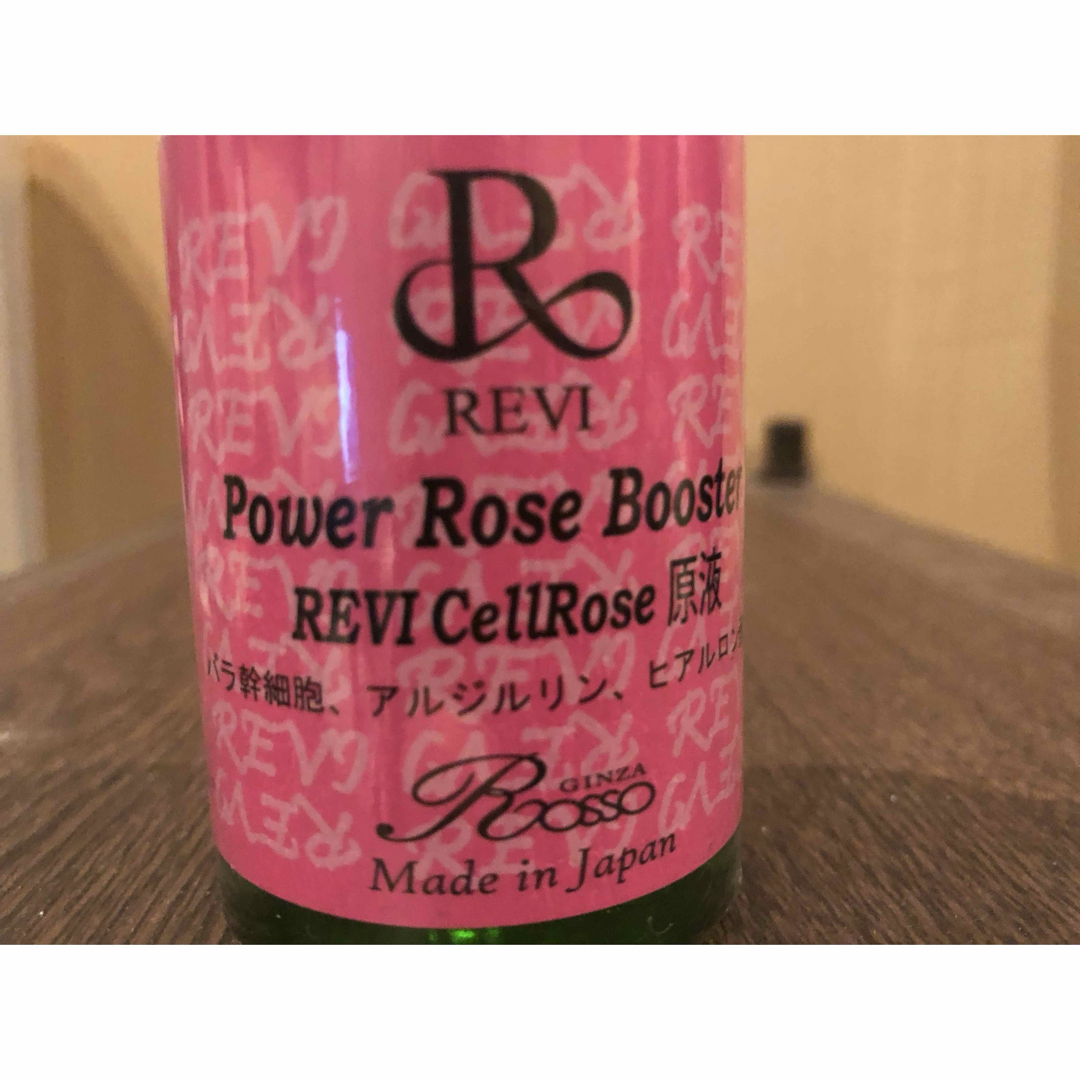 R
REVI
Power Rose Booster
REVI CellRose 原液
バラ幹細胞、アルジルリン、ヒアルロン
GINZA
Rosso
Made in Japan